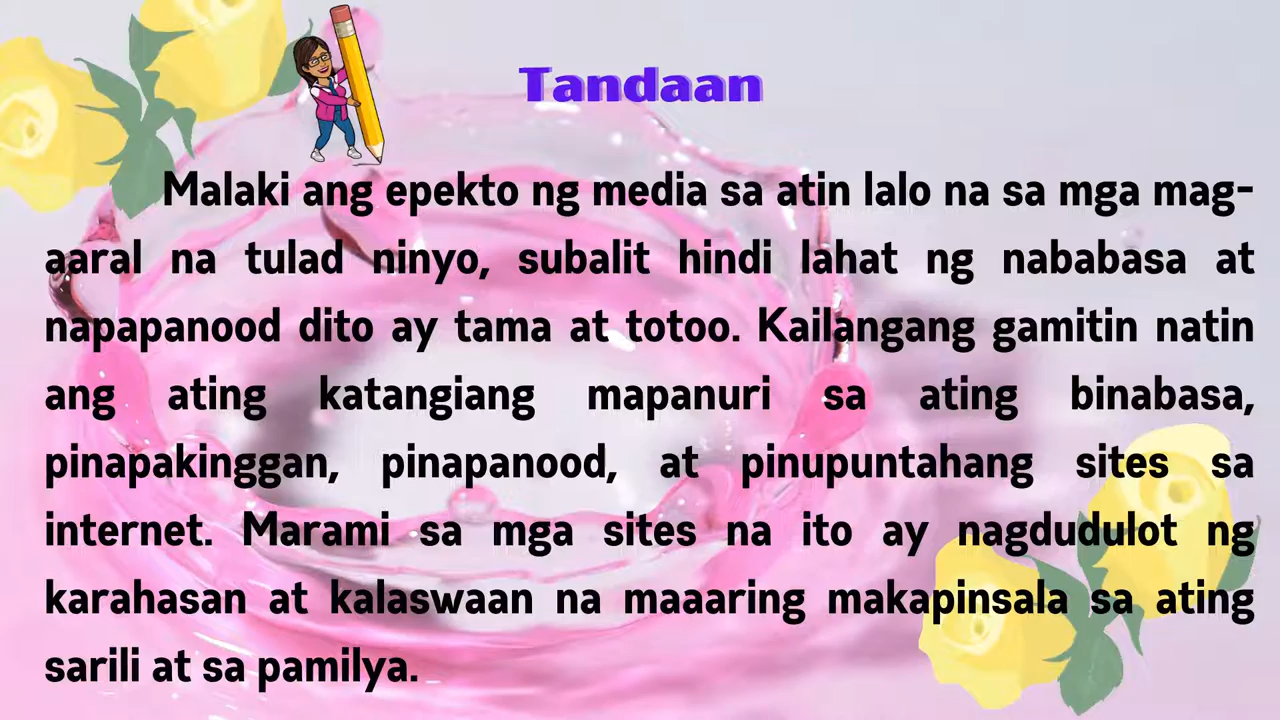 Tandaan
Malaki ang epekto ng media sa atin lalo na sa mga mag-
aaral na tulad ninyo, subalit hindi lahat ng nababasa at
napapanood dito ay tama at totoo. Kailangang gamitin natin
ang ating katangiang mapanuri sa ating binabasa,
pinapakinggan, pinapanood, at pinupuntahang sites sa
internet. Marami sa mga sites na ito ay nagdudulot ng
karahasan at kalaswaan na maaaring makapinsala sa ating
sarili at sa pamilya.